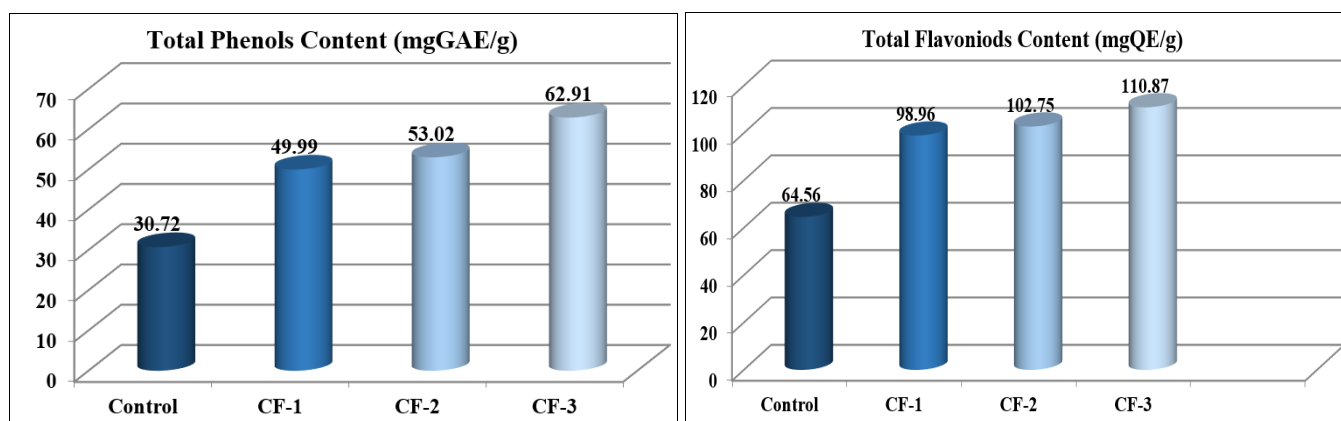 Total Phenols Content (mgGAE/g)
70
60
50
40
30
20
10
0
30.72
49.99
53.02
62.91
Control
CF-1
CF-2
CF-3
Total Flavoniods Content (mgQE/g)
120
100
80
60
40
20
0
64.56
98.96
102.75
110.87
Control
CF-1
CF-2
CF-3